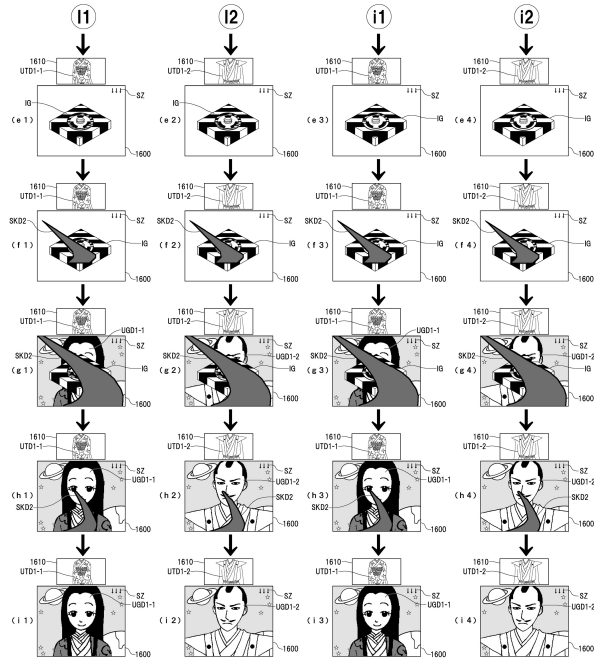 I1 I2 i1 i2
1610 1610 1610 1610
UTD1-1 UTD1-2 UTD1-1 UTD1-2
↓↓↓ SZ ↓↓↓ SZ ↓↓↓ SZ ↓↓↓ SZ
IG IG
(e1) (e2) (e3) IG (e4) IG
1600 1600 1600 1600
1610 1610 1610 1610
UTD1-1 UTD1-2 UTD1-1 UTD1-2
SKD2 ↓↓↓ SZ SKD2 ↓↓↓ SZ SKD2 ↓↓↓ SZ SKD2 ↓↓↓ SZ
(f1) IG (f2) IG (f3) IG (f4) IG
1600 1600 1600 1600
1610 1610 1610 1610
UTD1-1 UTD1-2 UTD1-1 UTD1-2
UGD1-1 UGD1-1
↓↓↓ SZ ↓↓↓ SZ ↓↓↓ SZ ↓↓↓ SZ
SKD2 SKD2 UGD1-2 SKD2 SKD2 UGD1-2
(g1) IG (g2) IG (g3) IG (g4) IG
1600 1600 1600 1600
1610 1610 1610 1610
UTD1-1 UTD1-2 UTD1-1 UTD1-2
↓↓↓ SZ ↓↓↓ SZ ↓↓↓ SZ ↓↓↓ SZ
UGD1-1 UGD1-2 UGD1-1 UGD1-2
(h1) (h2) SKD2 (h3) (h4) SKD2
SKD2 SKD2
1600 1600 1600 1600
1610 1610 1610 1610
UTD1-1 UTD1-2 UTD1-1 UTD1-2
↓↓↓ SZ ↓↓↓ SZ ↓↓↓ SZ ↓↓↓ SZ
UGD1-1 UGD1-2 UGD1-1 UGD1-2
(i1) (i2) (i3) (i4)
1600 1600 1600 1600